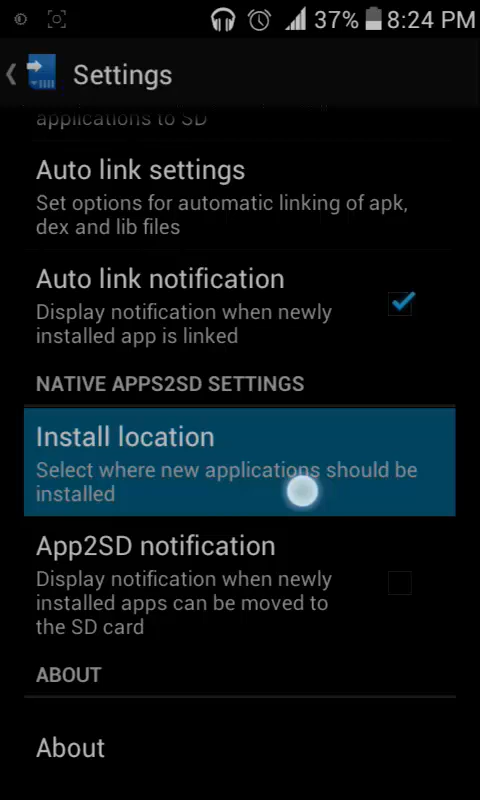 37% 8:24 PM
Settings
applications to SD
Auto link settings
Set options for automatic linking of apk,
dex and lib files
Auto link notification
Display notification when newly
installed app is linked
NATIVE APPS2SD SETTINGS
Install location
Select where new applications should be
installed
App2SD notification
Display notification when newly
installed apps can be moved to
the SD card
ABOUT
About